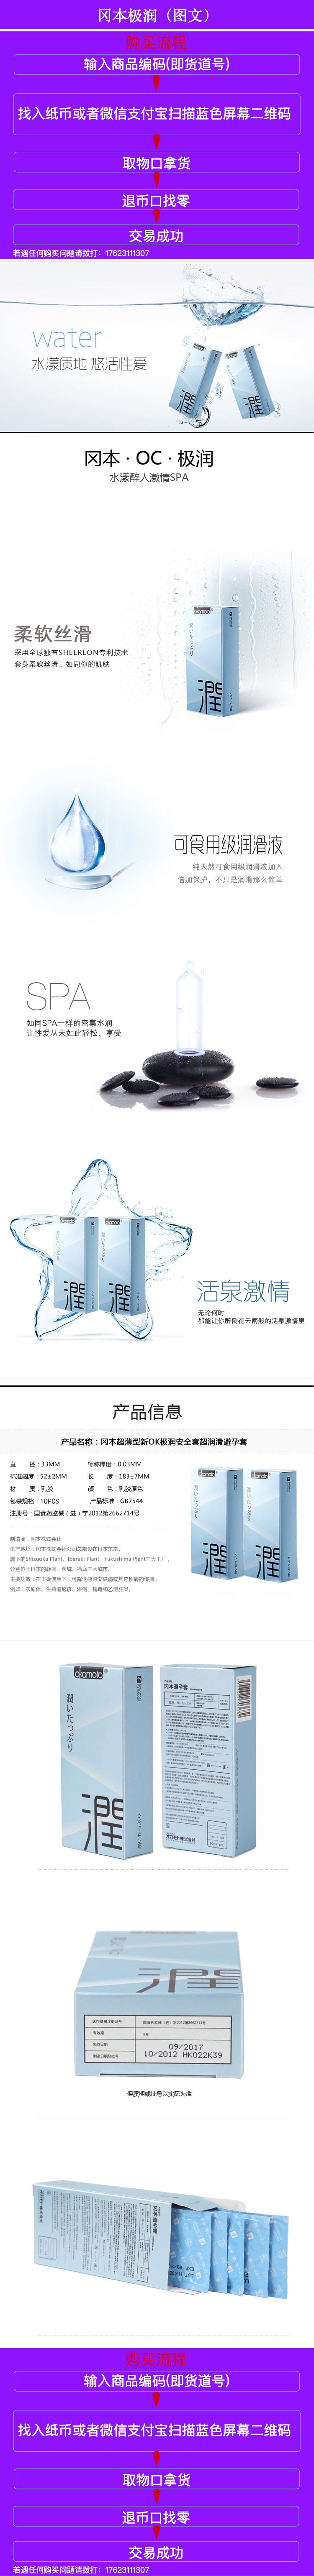 冈本极润（图文）
购买流程
输入商品编码(即货道号)
找入纸币或者微信支付宝扫描蓝色屏幕二维码
取物口拿货
退币口找零
交易成功
若遇任何购买问题请拨打：17623111307
water
水漾质地 悠活性爱
冈本·OC·极润
水漾醉人激情SPA
柔软丝滑
采用全球独有SHEERLON专利技术
套身柔软丝滑，如同你的肌肤
okamoto
潤
可食用级润滑液
纯天然可食用级润滑液加入
倍加保护，不只是润滑那么简单
SPA
如同SPA一样的密集水润
让性爱从未如此轻松、享受
潤
潤
活泉激情
无论何时
都能让你酣倒在云雨般的活泉激情里
产品信息
产品名称：冈本超薄型新OK极润安全套超润滑避孕套
直 径：33MM 标称厚度：0.03MM
标准阔度：52±2MM 长 度：183±7MM
材 质：乳胶 颜 色：乳胶原色
包装规格：10PCS 产品标准：GB7544
注册号：国食药监械（进）字2012第2662714号
制造商：冈本株式会社
生产地址：冈本株式会社公司总部设在日本东京。
属下的Shizuoka Plant、Ibaraki Plant、Fukushima Plant三大工厂，
分别位于日本的静冈、茨城、福岛三大城市。
主要功效：在正确使用下，可降低感染艾滋病或其它性病的传播，
例如：衣原体、生殖道疱疹、淋病、梅毒和乙型肝炎。
潤
潤
okamoto
潤いたっぷり
潤
冈本避孕套
09/2017
10/2012 HK022K39
保质期或批号以实际为准
购买流程
输入商品编码(即货道号)
找入纸币或者微信支付宝扫描蓝色屏幕二维码
取物口拿货
退币口找零
交易成功
若遇任何购买问题请拨打：17623111307